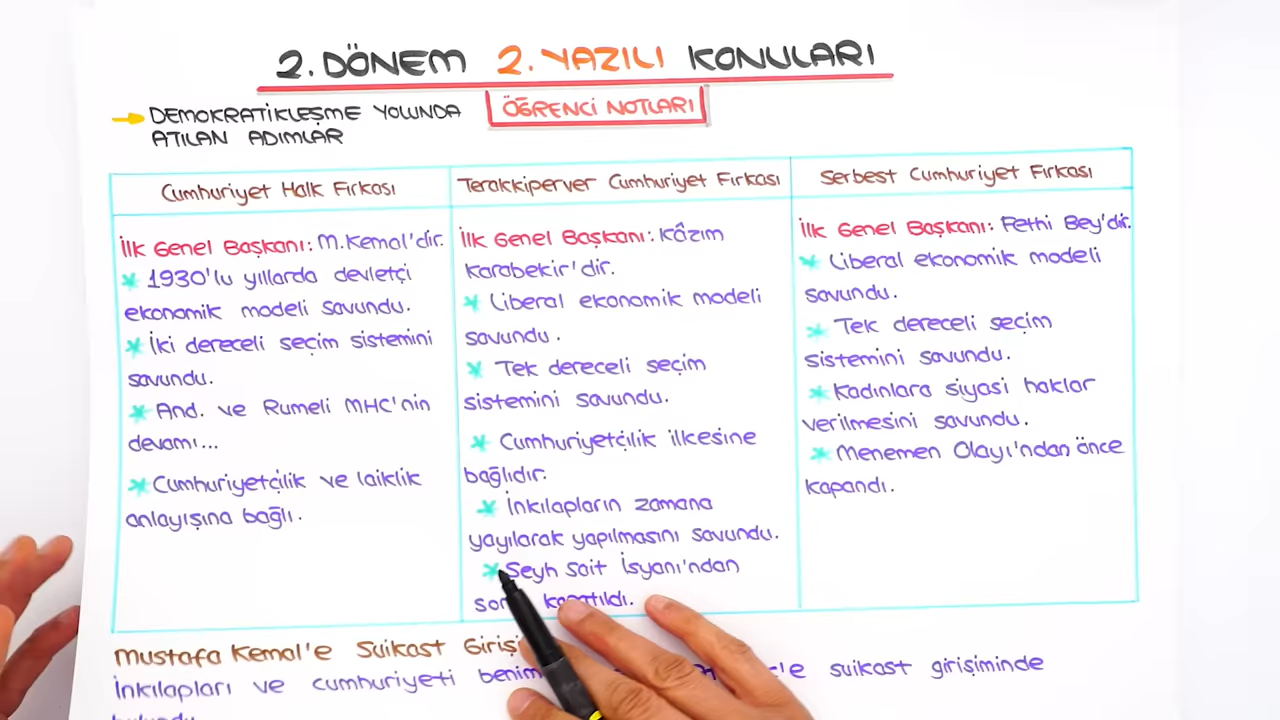 2. DÖNEM 2. YAZILI KONULARI
DEMOKRATİKLEŞME YOLUNDA
ATILAN ADIMLAR
ÖĞRENCİ NOTLARI
Cumhuriyet Halk Fırkası
İlk Genel Başkanı: M.Kemal'dir.
* 1930'lu yıllarda devletçi
ekonomik modeli savundu.
* İki dereceli seçim sistemini
savundu.
* And. ve Rumeli MHC'nin
devamı...
* Cumhuriyetçilik ve laiklik
anlayışına bağlı.
Terakkiperver Cumhuriyet Fırkası
İlk Genel Başkanı: Kâzım
Karabekir'dir.
* Liberal ekonomik modeli
savundu.
* Tek dereceli seçim
sistemini savundu.
* Cumhuriyetçilik ilkesine
bağlıdır.
* İnkılapların zamana
yayılarak yapılmasını savundu.
* Şeyh Sait İsyanı'ndan
Serbest Cumhuriyet Fırkası
İlk Genel Başkanı: Fethi Bey'dir.
* Liberal ekonomik modeli
savundu.
* Tek dereceli seçim
sistemini savundu.
* Kadınlara siyasi haklar
verilmesini savundu.
* Menemen Olayı'ndan önce
kapandı.
Mustafa Kemal'e Suikast
İnkılapları ve cumhuriyeti suikast girişiminde